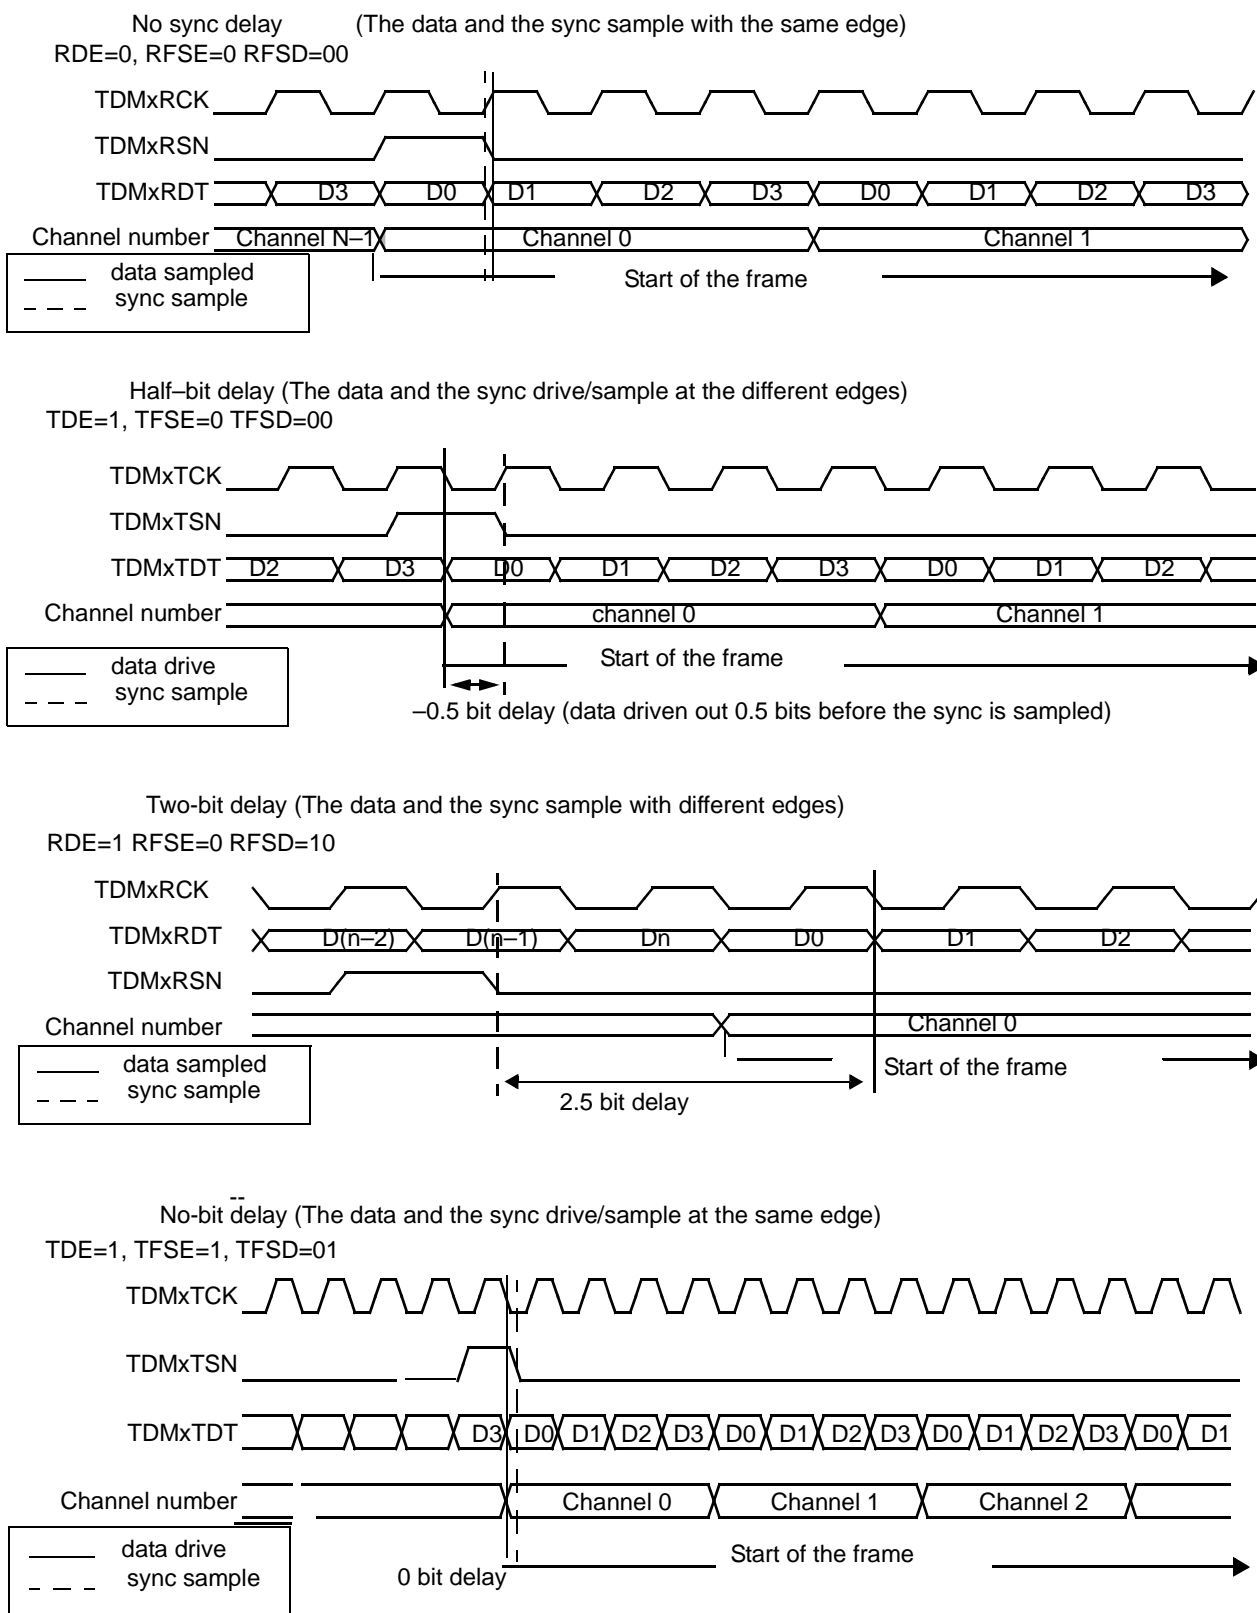 No sync delay (The data and the sync sample with the same edge)
RDE=0, RFSE=0 RFSD=00
TDMxRCK
TDMxRSN
TDMxRDT D3 D0 D1 D2 D3 D0 D1 D2 D3
Channel number Channel N–1 Channel 0 Channel 1
data sampled
sync sample
Start of the frame
Half–bit delay (The data and the sync drive/sample at the different edges)
TDE=1, TFSE=0 TFSD=00
TDMxTCK
TDMxTSN
TDMxTDT D2 D3 D0 D1 D2 D3 D0 D1 D2
Channel number channel 0 Channel 1
data drive
sync sample
Start of the frame
–0.5 bit delay (data driven out 0.5 bits before the sync is sampled)
Two-bit delay (The data and the sync sample with different edges)
RDE=1 RFSE=0 RFSD=10
TDMxRCK
TDMxRDT D(n–2) D(n–1) Dn D0 D1 D2
TDMxRSN
Channel number Channel 0
data sampled
sync sample
Start of the frame
2.5 bit delay
--
No-bit delay (The data and the sync drive/sample at the same edge)
TDE=1, TFSE=1, TFSD=01
TDMxTCK
TDMxTSN
TDMxTDT D3 D0 D1 D2 D3 D0 D1 D2 D3 D0 D1 D2 D3 D0 D1
Channel number Channel 0 Channel 1 Channel 2
data drive
sync sample
Start of the frame
0 bit delay